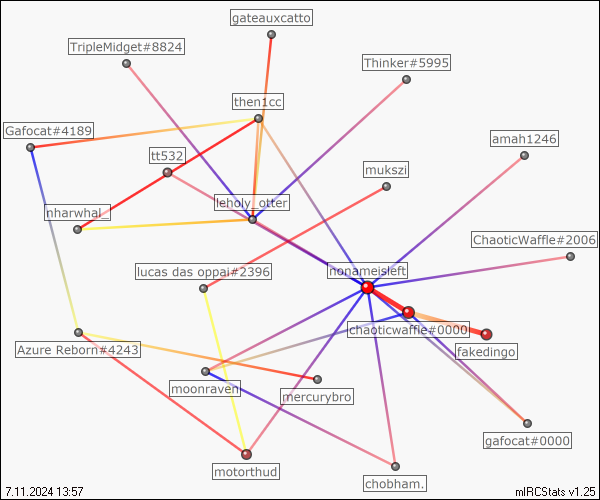 gateauxcatto
TripleMidget#8824
Thinker#5995
then1cc
Gafocat#4189
amah1246
tt532
mukszi
leholy_otter
nharwhal_
ChaoticWaffle#2006
lucas das oppai#2396
nonameisleft
chaoticwaffle#0000
Azure Reborn#4243
fakedingo
moonraven
mercurybro
gafocat#0000
motorthud
chobham.
7.11.2024 13:57
mIRCStats v1.25